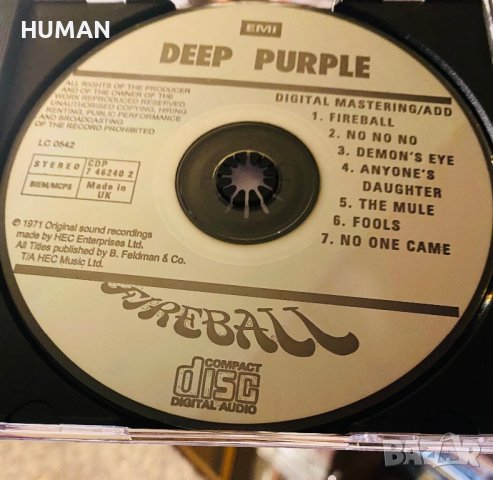 HUMAN
EMI
DEEP PURPLE
ALL RIGHTS OF THE PRODUCER
AND OF THE OWNER OF THE
WORK REPRODUCED RESERVED.
UNAUTHORISED COPYING, HIRING,
RENTING, PUBLIC PERFORMANCE
AND BROADCASTING
OF THE RECORD PROHIBITED
LC 0542
STEREO
CDP
7 46240 2
BIEM/MCPS
Made in
UK
DIGITAL MASTERING/ADD
1. FIREBALL
2. NO NO NO
3. DEMON'S EYE
4. ANYONE'S
DAUGHTER
5. THE MULE
6. FOOLS
7. NO ONE CAME
℗ 1971 Original sound recordings
made by HEC Enterprises Ltd.
All Titles published by B. Feldman & Co.
T/A HEC Music Ltd.
FIREBALL
COMPACT
disc
DIGITAL AUDIO
BAZAR